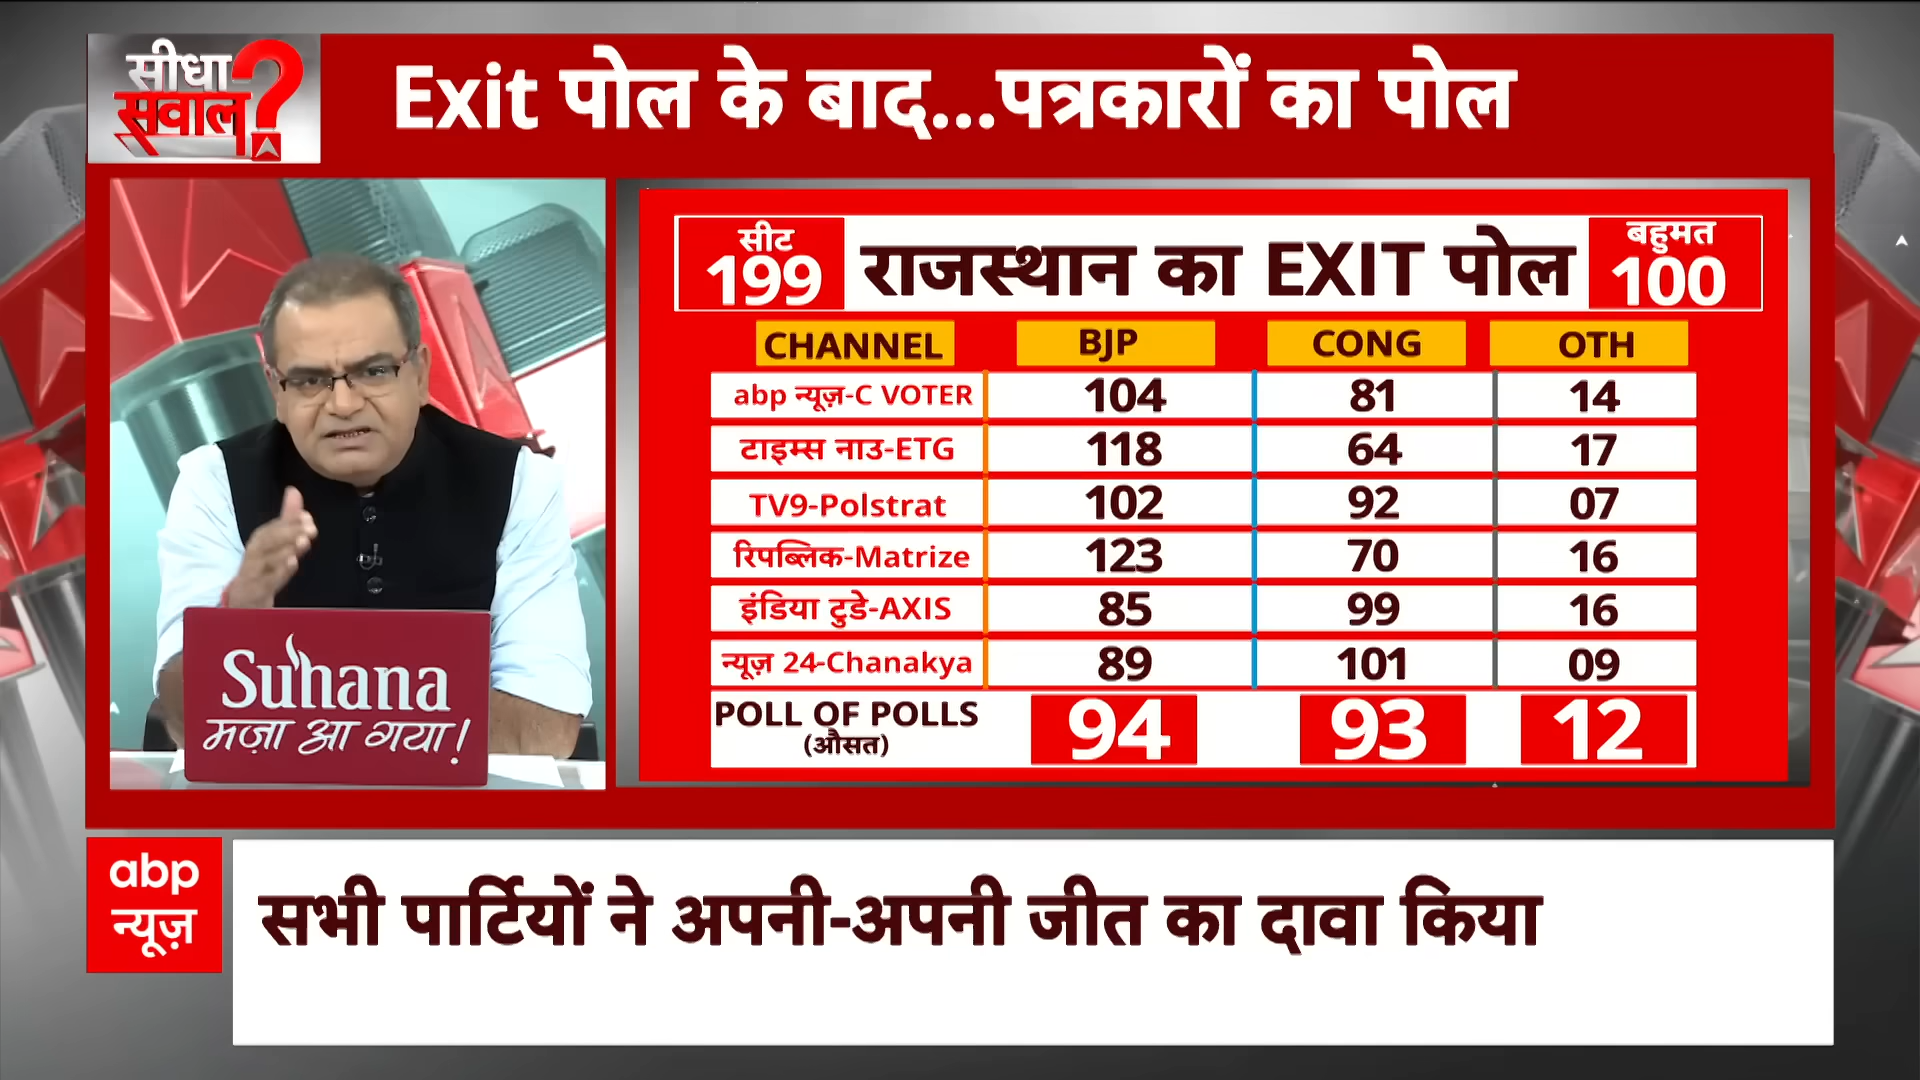 सीधा
सवाल ?
Exit पोल के बाद...पत्रकारों का पोल
सीट
199
राजस्थान का EXIT पोल
बहुमत
100
CHANNEL BJP CONG OTH
abp न्यूज़-C VOTER 104 81 14
टाइम्स नाउ-ETG 118 64 17
TV9-Polstrat 102 92 07
रिपब्लिक-Matrize 123 70 16
इंडिया टुडे-AXIS 85 99 16
न्यूज़ 24-Chanakya 89 101 09
POLL OF POLLS 94 93 12
(औसत)
Suhana
मज़ा आ गया!
abp
न्यूज़
सभी पार्टियों ने अपनी-अपनी जीत का दावा किया